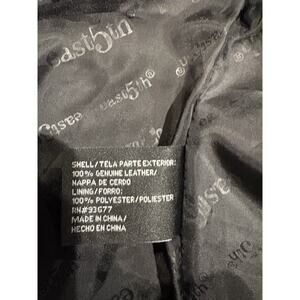 east5th
east5th
SHELL/TELA PARTE EXTERIOR:
100% GENUINE LEATHER/
NAPPA DE CERDO
LINING/FORRO:
100% POLYESTER/POLIESTER
RN#93677
MADE IN CHINA/
HECHO EN CHINA
east5th